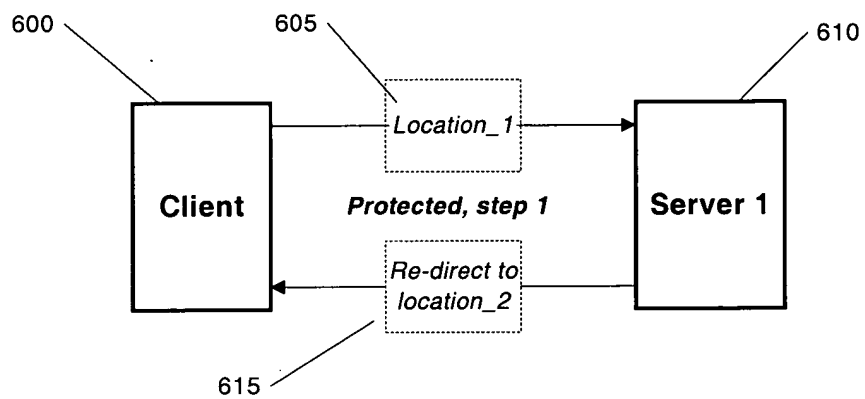 600
605
610
Location_1
Client
Protected, step 1
Server 1
Re-direct to
location_2
615